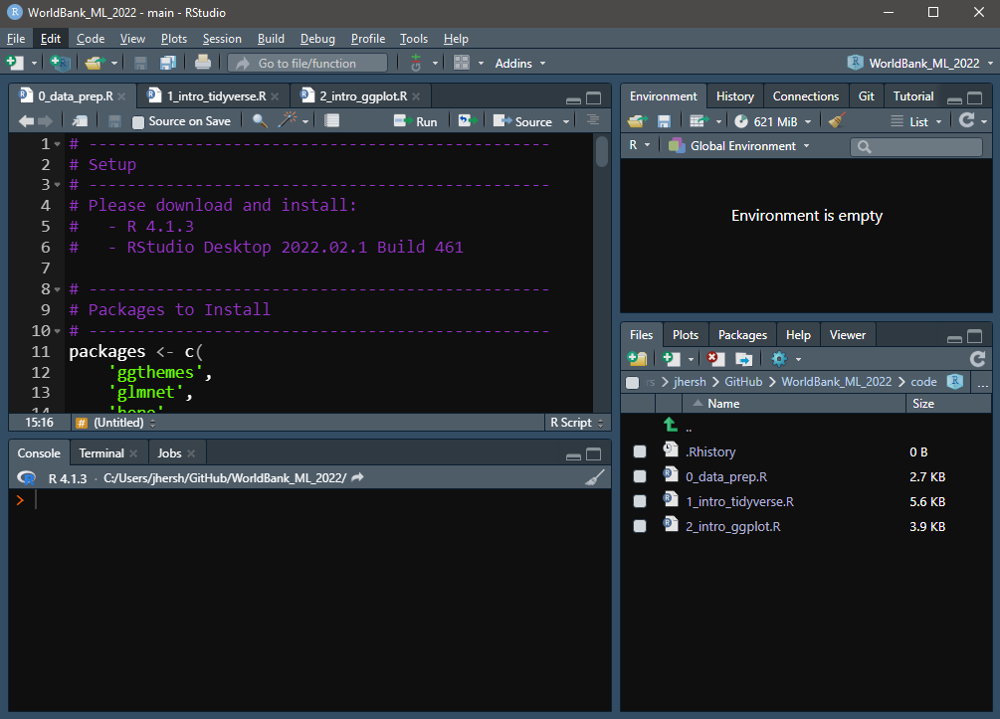 WorldBank_ML_2022 - main - RStudio
File Edit Code View Plots Session Build Debug Profile Tools Help
Go to file/function Addins WorldBank_ML_2022
0_data_prep.R 1_intro_tidyverse.R 2_intro_ggplot.R
Source on Save Run Source
1 # ------------------------------------------------
2 # Setup
3 # ------------------------------------------------
4 # Please download and install:
5 #   - R 4.1.3
6 #   - RStudio Desktop 2022.02.1 Build 461
7
8 # ------------------------------------------------
9 # Packages to Install
10 # ------------------------------------------------
11 packages <- c(
12     'ggthemes',
13     'glmnet',
14     'here'
15:16 # (Untitled) R Script
Console Terminal Jobs
R 4.1.3 · C:/Users/jhersh/GitHub/WorldBank_ML_2022/
>
Environment History Connections Git Tutorial
621 MiB List
R Global Environment
Environment is empty
Files Plots Packages Help Viewer
rs > jhersh > GitHub > WorldBank_ML_2022 > code ...
Name Size
..
.Rhistory 0 B
0_data_prep.R 2.7 KB
1_intro_tidyverse.R 5.6 KB
2_intro_ggplot.R 3.9 KB